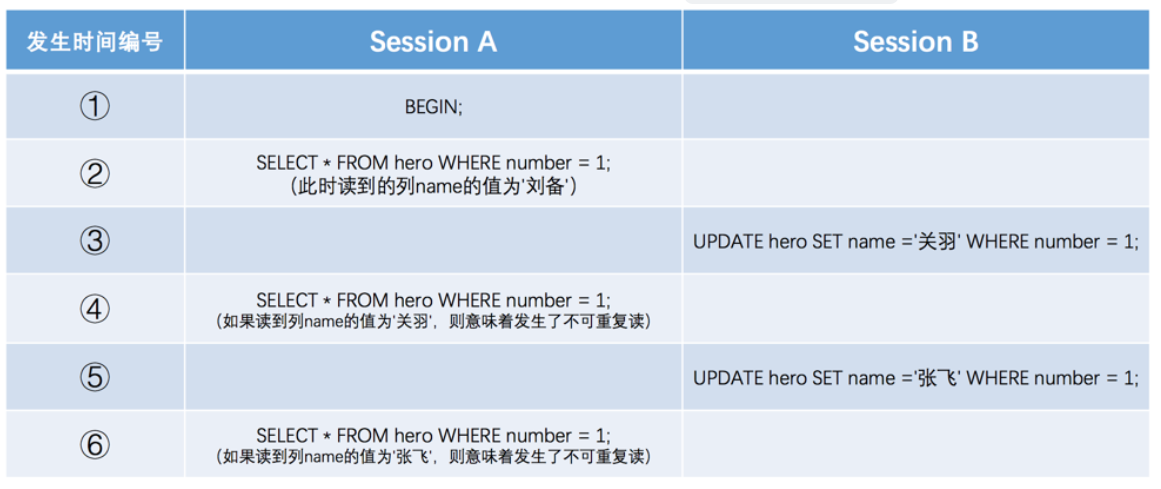 发生时间编号 Session A Session B
① BEGIN;
② SELECT * FROM hero WHERE number = 1;
（此时读到的列name的值为'刘备'）
③ UPDATE hero SET name ='关羽' WHERE number = 1;
④ SELECT * FROM hero WHERE number = 1;
（如果读到列name的值为'关羽'，则意味着发生了不可重复读）
⑤ UPDATE hero SET name ='张飞' WHERE number = 1;
⑥ SELECT * FROM hero WHERE number = 1;
（如果读到列name的值为'张飞'，则意味着发生了不可重复读）